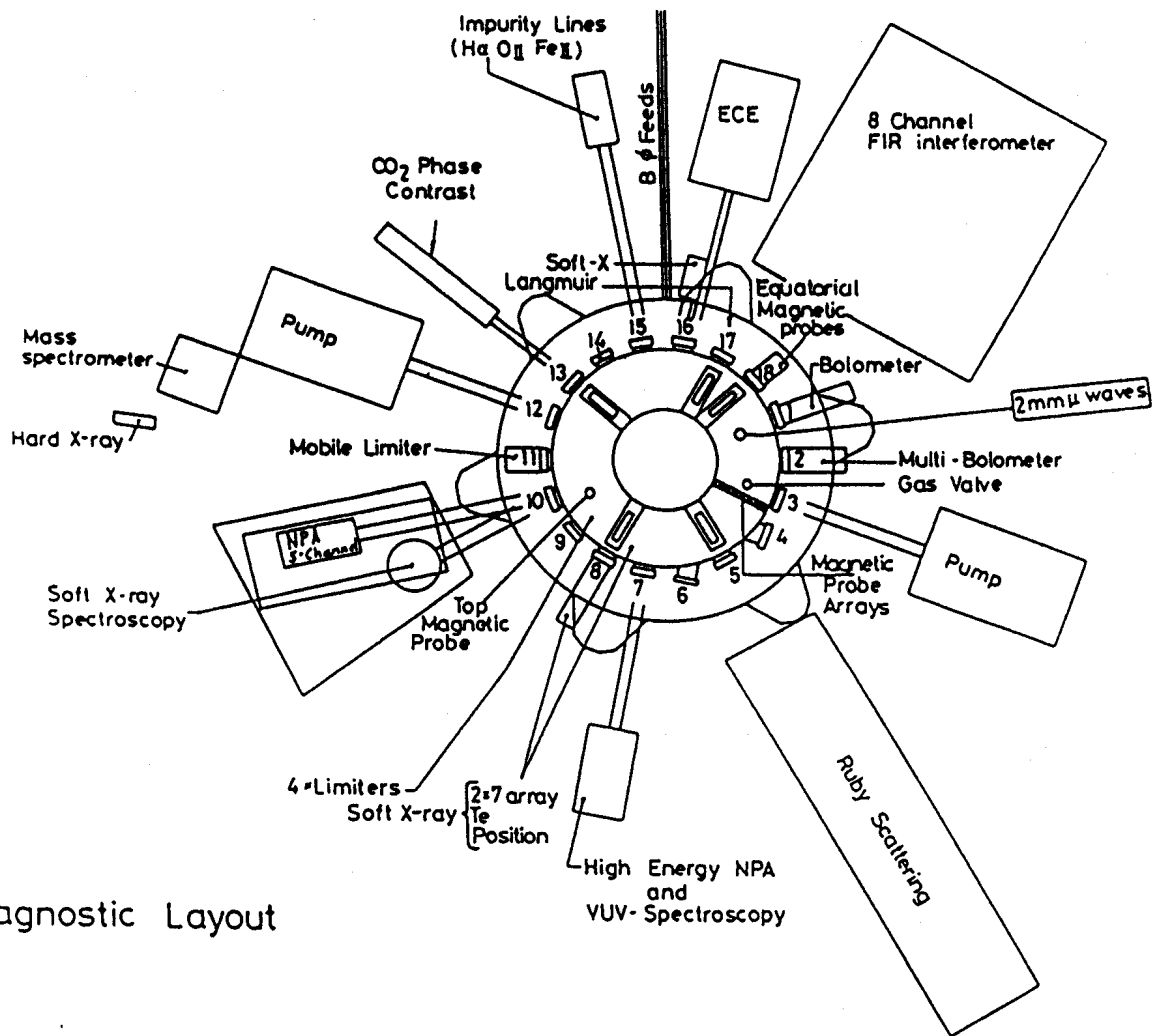 Impurity Lines
(Hα OII FeII)
8 ϕ Feeds
ECE
8 Channel
FIR interferometer
CO₂ Phase
Contrast
Soft-X
Langmuir
Equatorial
Magnetic
probes
Pump
Mass
spectrometer
Hard X-ray
Bolometer
2mm μ waves
Mobile Limiter
Multi-Bolometer
Gas Valve
15
16
17
18
14
13
12
11
10
9
8
7
6
5
4
3
2
NPA
5-Channel
Soft X-ray
Spectroscopy
Top
Magnetic
Probe
Magnetic
Probe
Arrays
Pump
4×Limiters
Soft X-ray
2×7 array
Te
Position
High Energy NPA
and
VUV-Spectroscopy
Ruby Scattering
agnostic Layout